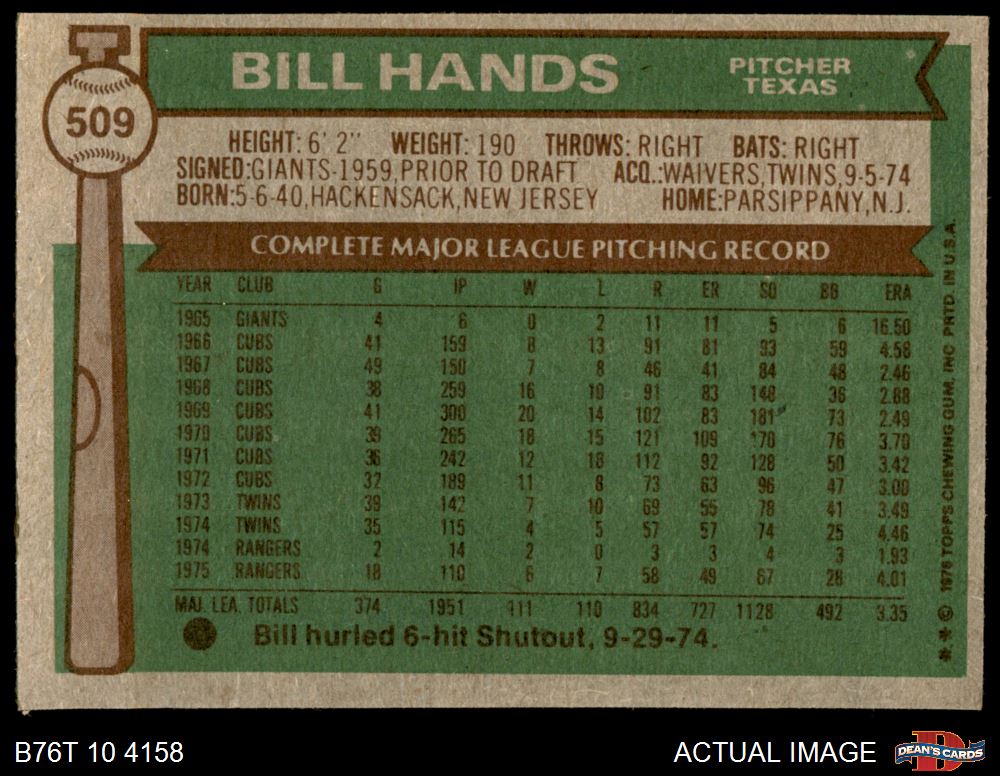 BILL HANDS
PITCHER
TEXAS
509
HEIGHT: 6' 2'' WEIGHT: 190 THROWS: RIGHT BATS: RIGHT
SIGNED:GIANTS-1959,PRIOR TO DRAFT ACQ.:WAIVERS,TWINS,9-5-74
BORN:5-6-40,HACKENSACK,NEW JERSEY HOME:PARSIPPANY,N.J.
COMPLETE MAJOR LEAGUE PITCHING RECORD
YEAR CLUB G IP W L R ER SO BB ERA
1965 GIANTS 4 6 0 2 11 11 5 6 16.50
1966 CUBS 41 159 8 13 91 81 93 59 4.58
1967 CUBS 49 150 7 8 46 41 84 48 2.46
1968 CUBS 38 259 16 10 91 83 148 36 2.88
1969 CUBS 41 300 20 14 102 83 181 73 2.49
1970 CUBS 39 265 18 15 121 109 170 76 3.70
1971 CUBS 36 242 12 18 112 92 128 50 3.42
1972 CUBS 32 189 11 8 73 63 96 47 3.00
1973 TWINS 39 142 7 10 69 55 78 41 3.49
1974 TWINS 35 115 4 5 57 57 74 25 4.46
1974 RANGERS 2 14 2 0 3 3 4 3 1.93
1975 RANGERS 18 110 6 7 58 49 67 28 4.01
MAJ. LEA. TOTALS 374 1951 111 110 834 727 1128 492 3.35
Bill hurled 6-hit Shutout, 9-29-74.
* * © 1976 TOPPS CHEWING GUM, INC. PRTD. IN U.S.A.
B76T 10 4158
ACTUAL IMAGE
DEAN'S CARDS